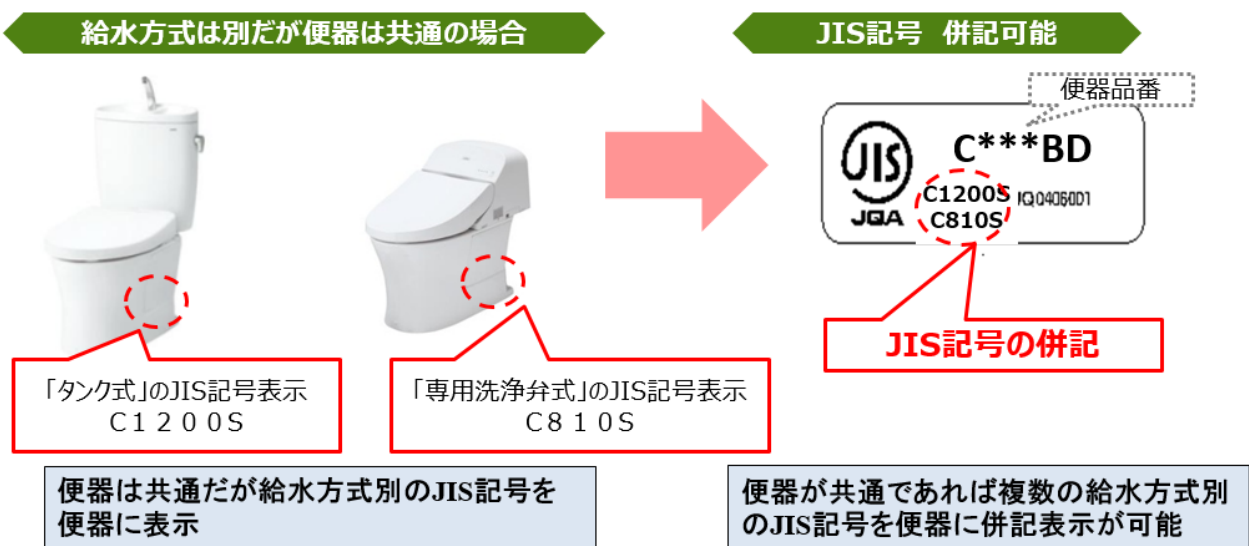 給水方式は別だが便器は共通の場合
JIS記号 併記可能
便器品番
C***BD
JIS
C1200S
JQ0406001
JQA
C810S
JIS記号の併記
「タンク式」のJIS記号表示
C1200S
「専用洗浄弁式」のJIS記号表示
C810S
便器は共通だが給水方式別のJIS記号を
便器に表示
便器が共通であれば複数の給水方式別
のJIS記号を便器に併記表示が可能